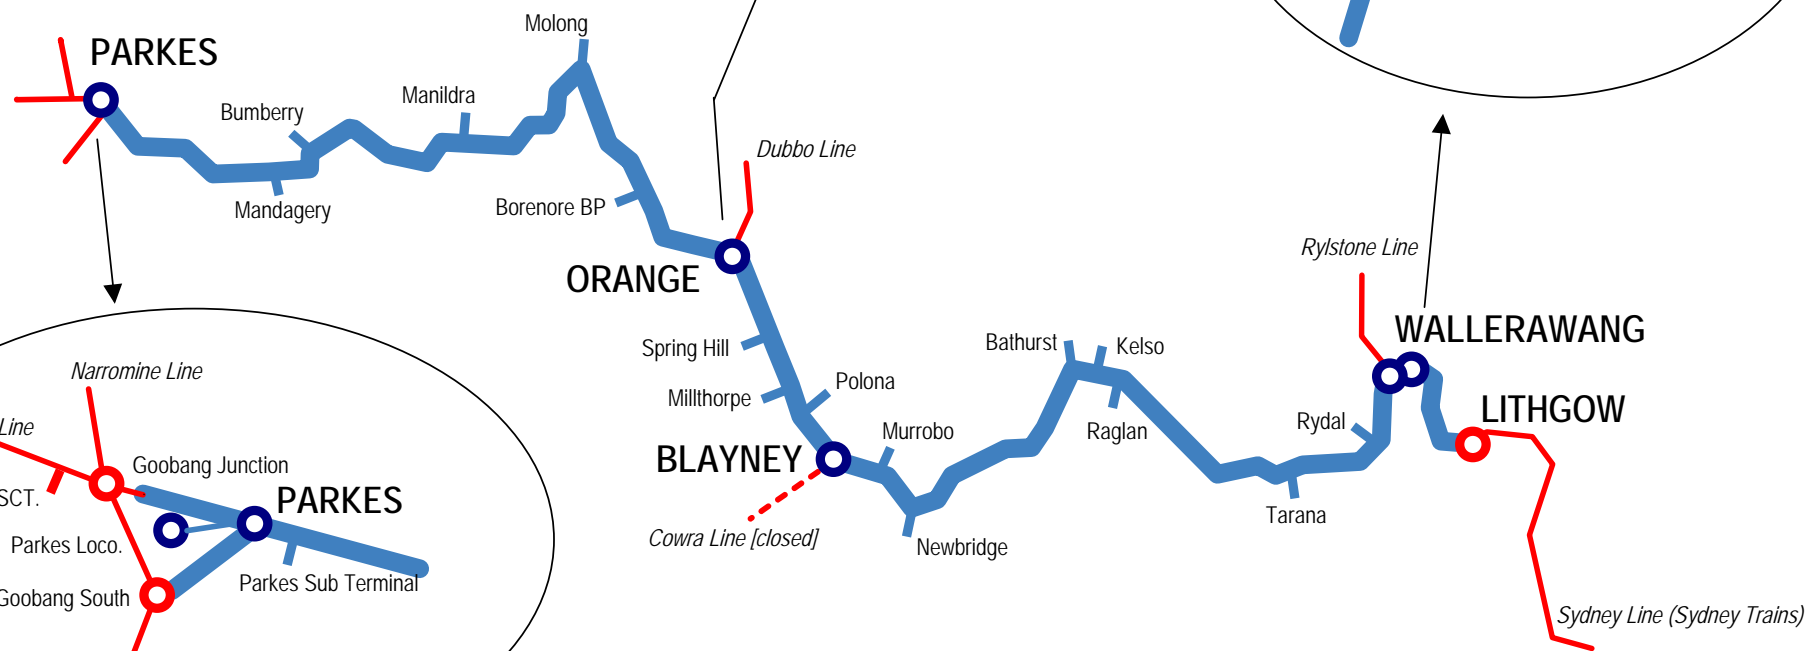 Molong
PARKES
Manildra
Bumberry
Dubbo Line
Mandagery
Borenore BP
Rylstone Line
ORANGE
WALLERAWANG
Spring Hill
Bathurst
Kelso
Narromine Line
Polona
Millthorpe
LITHGOW
Line
Rydal
Murrobo
Raglan
BLAYNEY
Goobang Junction
SCT.
PARKES
Tarana
Cowra Line [closed]
Parkes Loco.
Newbridge
Parkes Sub Terminal
Goobang South
Sydney Line (Sydney Trains)